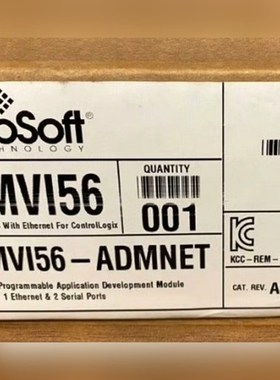 oSoft
TECHNOLOGY
MVI56
With Ethernet For ControlLogix
QUANTITY
001
MVI56-ADMNET
Programmable Application Development Module
1 Ethernet & 2 Serial Ports
KCC-REM-
CAT. REV. A